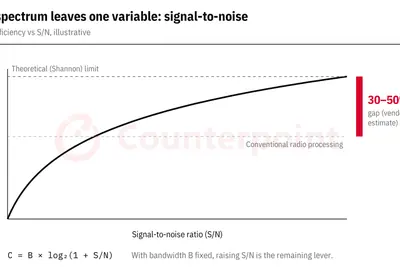 spectrum leaves one variable: signal-to-noise
ficiency vs S/N, illustrative
Theoretical (Shannon) limit
30–50
gap (vend
estimate)
Counterpoint
Conventional radio processing
Signal-to-noise ratio (S/N)
C = B × log₂(1 + S/N)
With bandwidth B fixed, raising S/N is the remaining lever.